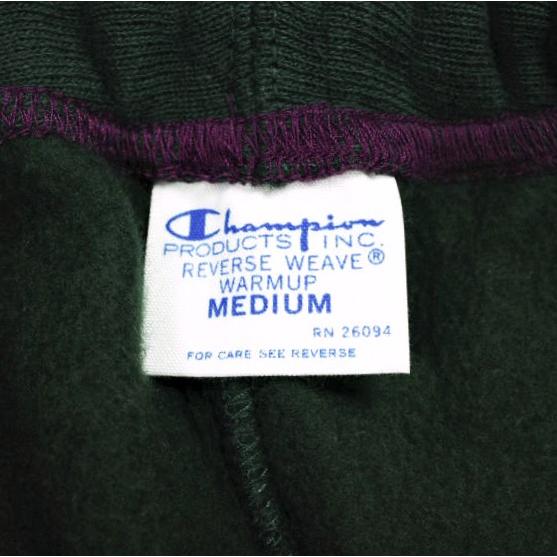 Champion
PRODUCTS INC.
REVERSE WEAVE®
WARMUP
MEDIUM
RN 26094
FOR CARE SEE REVERSE